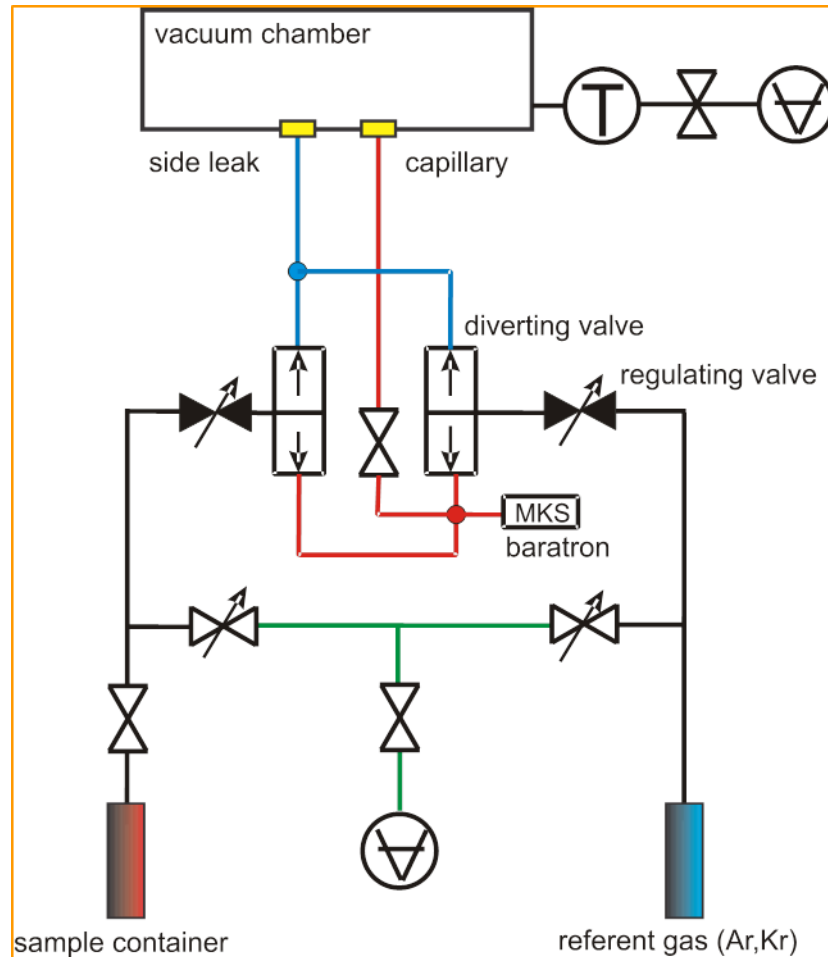 vacuum chamber
T
side leak
capillary
diverting valve
regulating valve
MKS
baratron
sample container
referent gas (Ar,Kr)